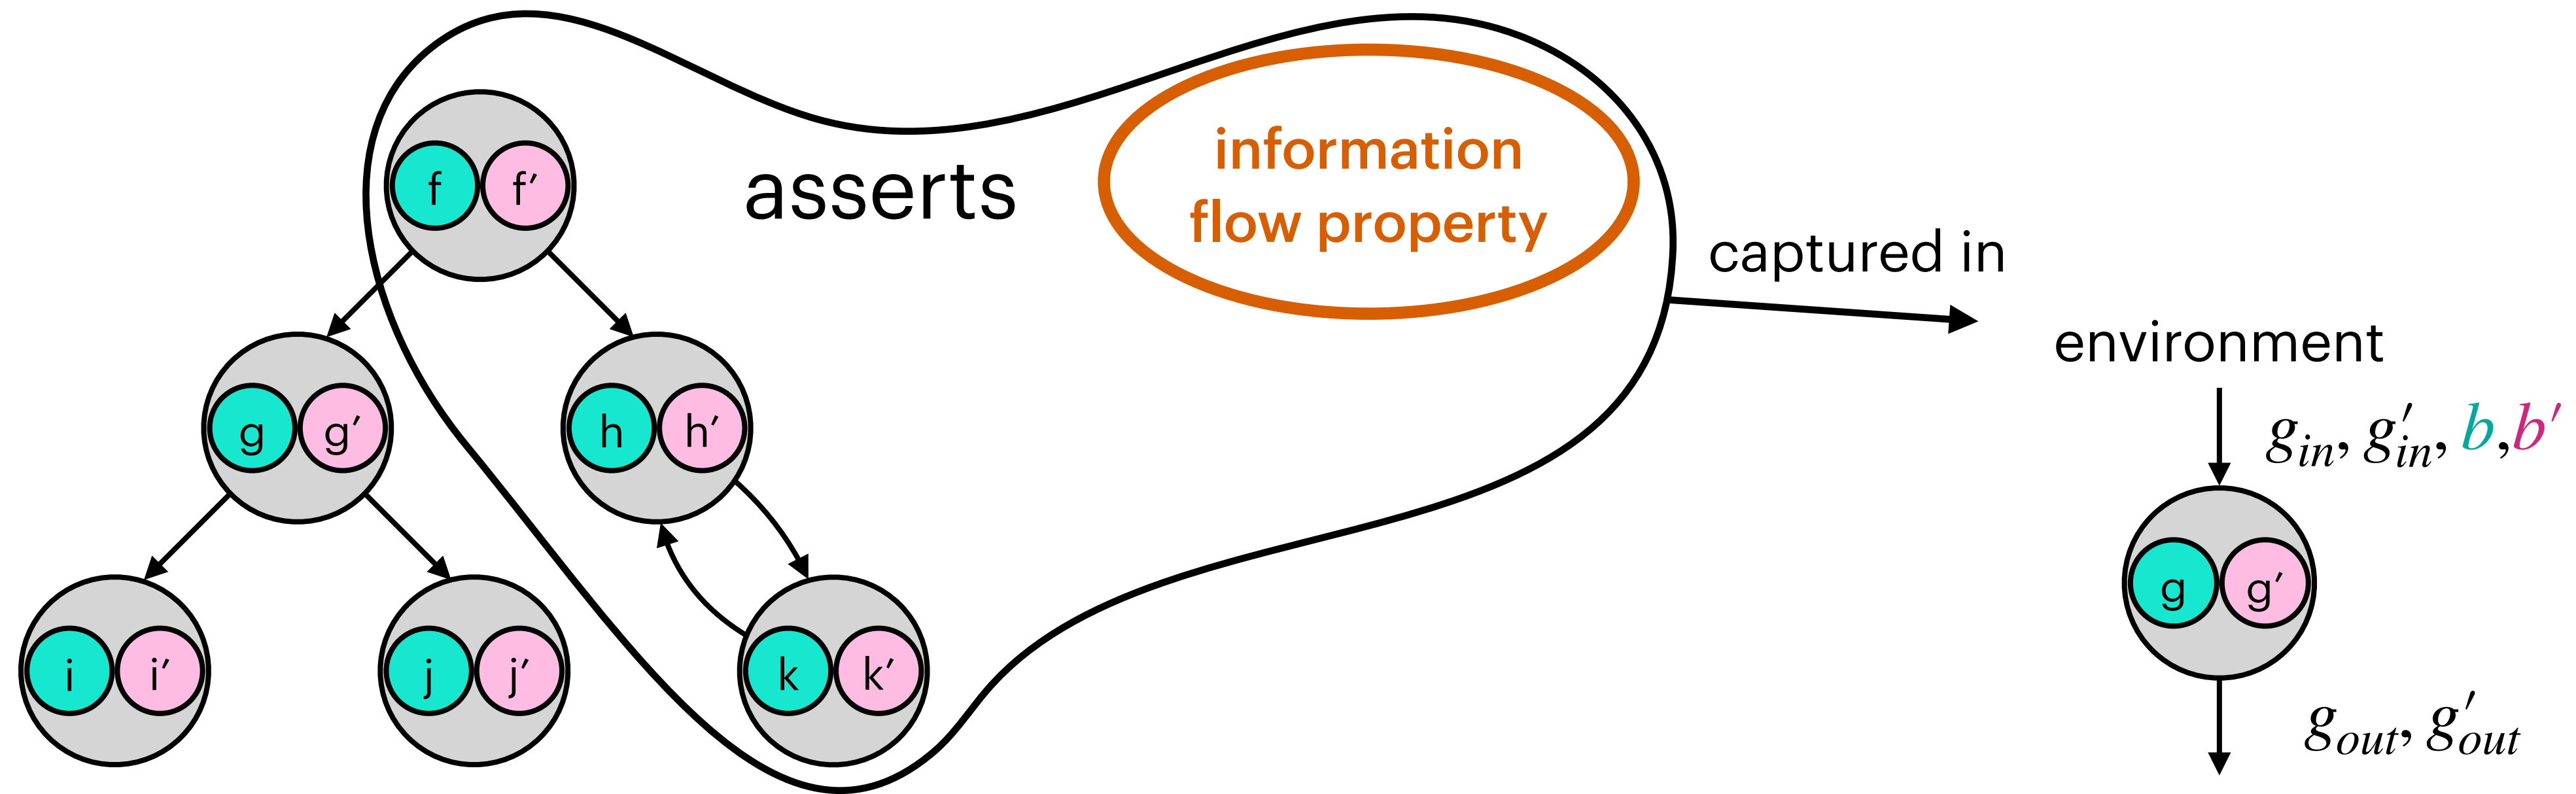 f f′
asserts
information
flow property
captured in
g g′
h h′
environment
g_in, g′_in, b, b′
i i′
j j′
k k′
g g′
g_out, g′_out